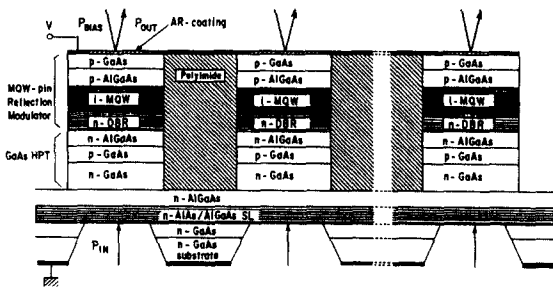 V P_BIAS P_OUT AR-coating
p-GaAs p-GaAs p-GaAs
p-AlGaAs Polyimide p-AlGaAs p-AlGaAs
MQW-pin
Reflection
Modulator
i-MQW i-MQW i-MQW
n-DBR n-DBR n-DBR
GaAs HPT
n-AlGaAs n-AlGaAs n-AlGaAs
p-GaAs p-GaAs p-GaAs
n-GaAs n-GaAs n-GaAs
n-AlGaAs
n-AlAs/AlGaAs SL
P_IN
n-GaAs
n-GaAs
substrate